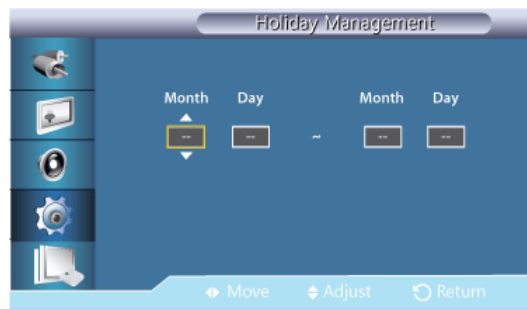 Holiday Management
Month Day Month Day
-- -- ~ -- --
Move Adjust Return